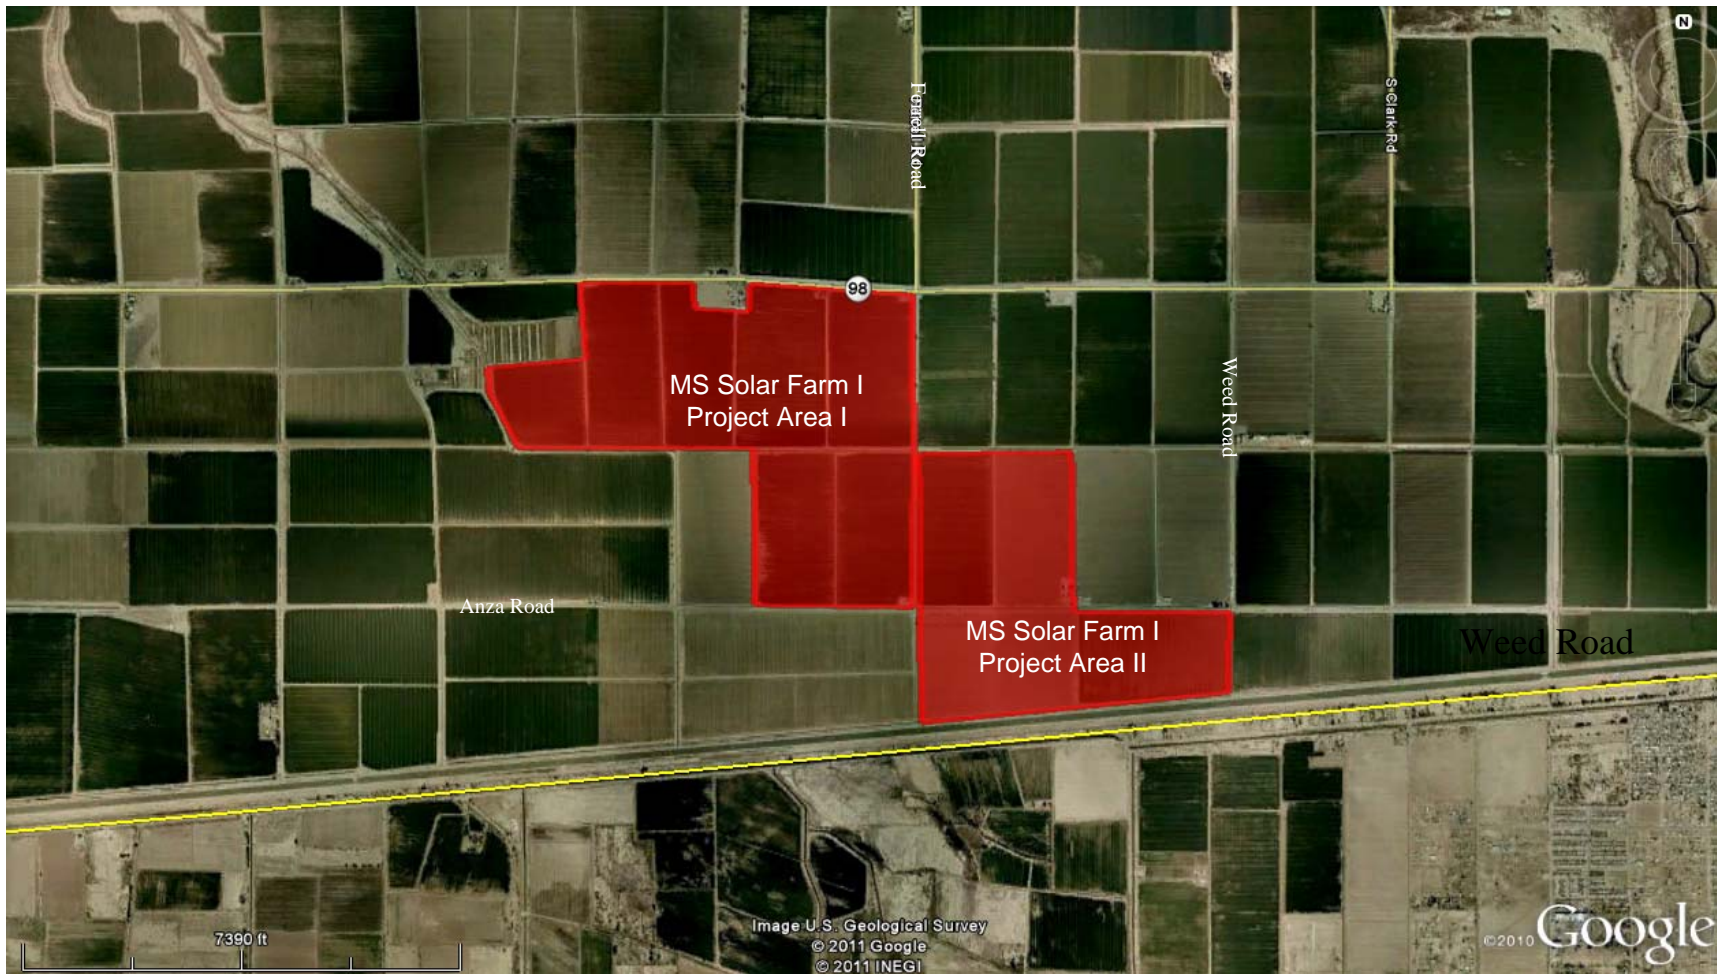 N
S Clark Rd
Road
98
Weed Road
MS Solar Farm I
Project Area I
Anza Road
MS Solar Farm I
Project Area II
Weed Road
7390 ft
Image U.S. Geological Survey
© 2011 Google
© 2011 INEGI
©2010 Google